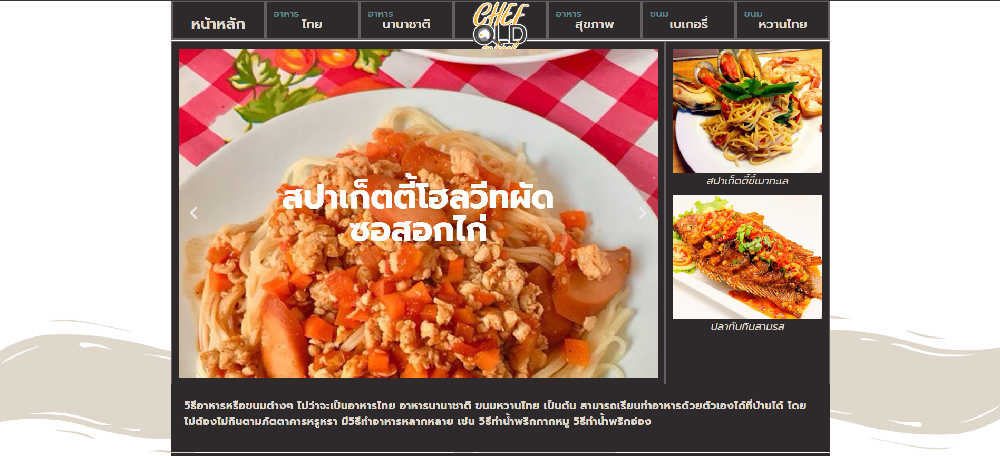 หน้าหลัก
อาหาร
ไทย
อาหาร
นานาชาติ
CHEF
OLD
school
อาหาร
สุขภาพ
ขนม
เบเกอรี่
ขนม
หวานไทย
สปาเก็ตตี้โฮลวีทผัด
ซอสอกไก่
สปาเก็ตตี้ขี้เมาทะเล
ปลาทับทิมสามรส
วิธีอาหารหรือขนมต่างๆ ไม่ว่าจะเป็นอาหารไทย อาหารนานาชาติ ขนมหวานไทย เป็นต้น สามารถเรียนทำอาหารด้วยตัวเองได้ที่บ้านได้ โดย
ไม่ต้องไม่กินตามภัตตาคารหรูหรา มีวิธีทำอาหารหลากหลาย เช่น วิธีทำน้ำพริกกากหมู วิธีทำน้ำพริกอ่อง